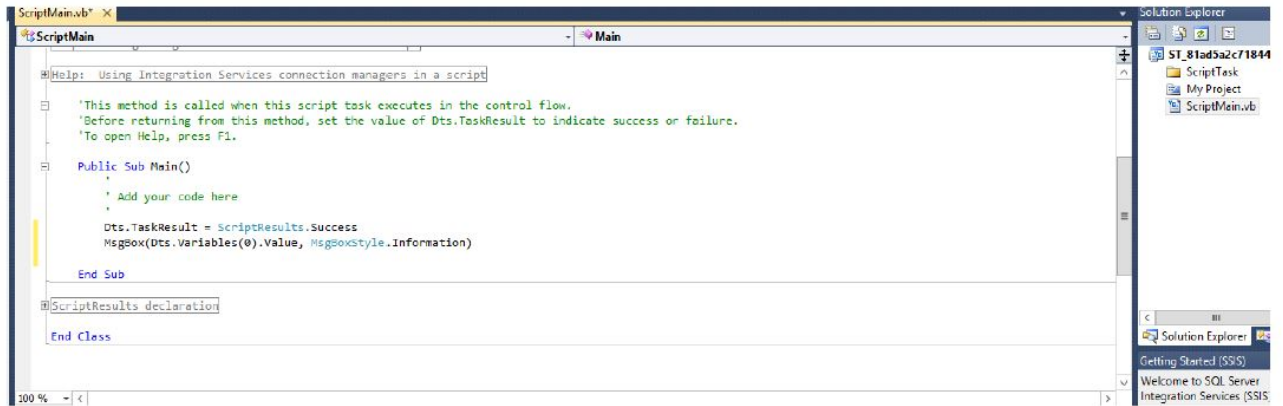 ScriptMain.vb*
Solution Explorer
ScriptMain
Main
ST_81ad5a2c71844
ScriptTask
My Project
ScriptMain.vb
Help:  Using Integration Services connection managers in a script
'This method is called when this script task executes in the control flow.
'Before returning from this method, set the value of Dts.TaskResult to indicate success or failure.
'To open Help, press F1.
Public Sub Main()
'
' Add your code here
'
Dts.TaskResult = ScriptResults.Success
MsgBox(Dts.Variables(0).Value, MsgBoxStyle.Information)
End Sub
ScriptResults declaration
End Class
Solution Explorer
Getting Started (SSIS)
Welcome to SQL Server
Integration Services (SSIS
100 %